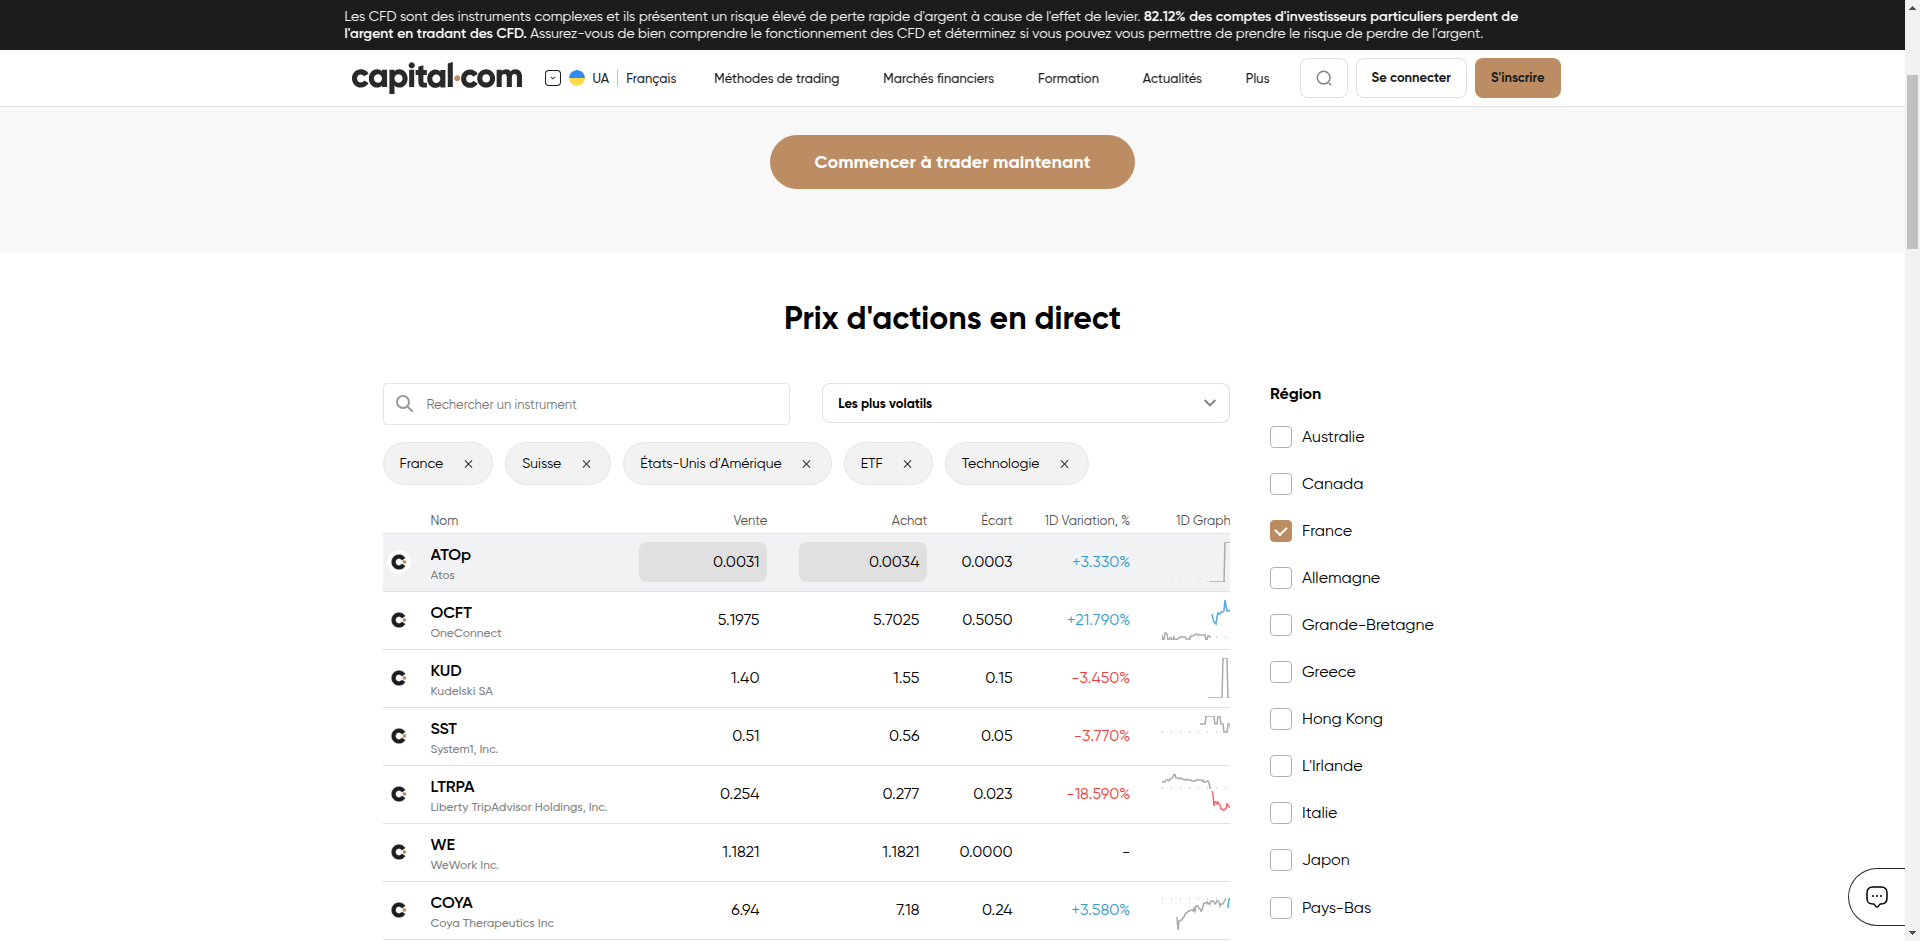 Les CFD sont des instruments complexes et ils présentent un risque élevé de perte rapide d'argent à cause de l'effet de levier. 82.12% des comptes d'investisseurs particuliers perdent de
l'argent en tradant des CFD. Assurez-vous de bien comprendre le fonctionnement des CFD et déterminez si vous pouvez vous permettre de prendre le risque de perdre de l'argent.
capital.com UA Français Méthodes de trading Marchés financiers Formation Actualités Plus Se connecter S'inscrire
Commencer à trader maintenant
Prix d'actions en direct
Rechercher un instrument
Les plus volatils
France Suisse États-Unis d'Amérique ETF Technologie
Nom Vente Achat Écart 1D Variation, % 1D Graph
ATOp 0.0031 0.0034 0.0003 +3.330%
Atos
OCFT 5.1975 5.7025 0.5050 +21.790%
OneConnect
KUD 1.40 1.55 0.15 -3.450%
Kudelski SA
SST 0.51 0.56 0.05 -3.770%
System1, Inc.
LTRPA 0.254 0.277 0.023 -18.590%
Liberty TripAdvisor Holdings, Inc.
WE 1.1821 1.1821 0.0000 -
WeWork Inc.
COYA 6.94 7.18 0.24 +3.580%
Coya Therapeutics Inc
Région
Australie
Canada
France
Allemagne
Grande-Bretagne
Greece
Hong Kong
L'Irlande
Italie
Japon
Pays-Bas